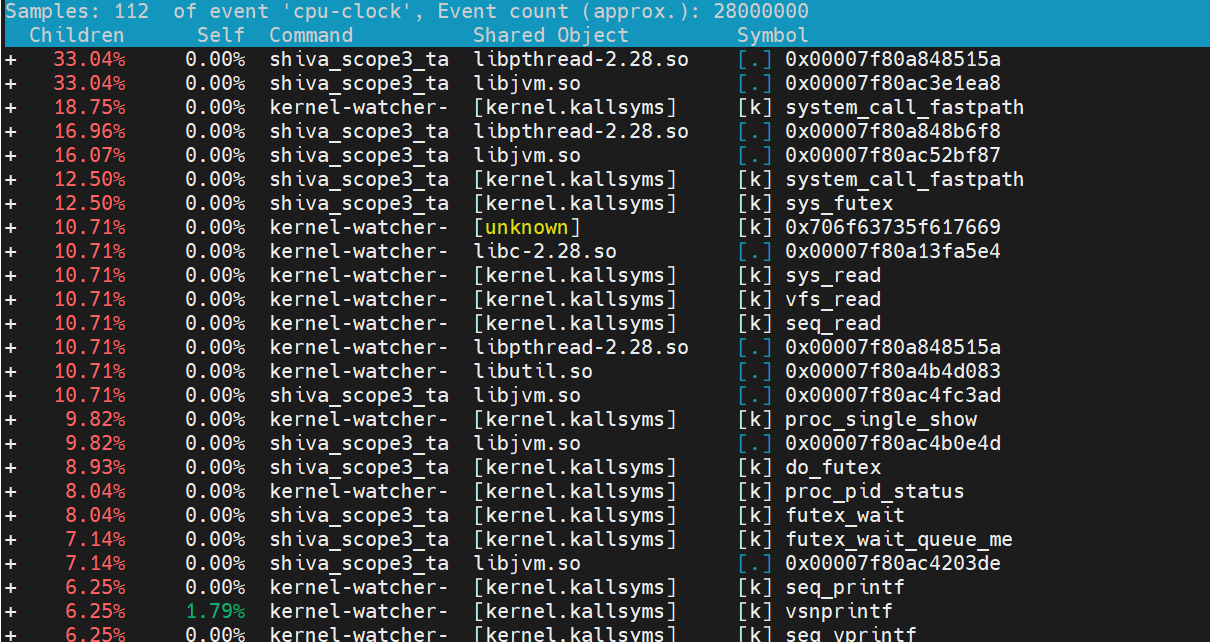 Samples: 112  of event 'cpu-clock', Event count (approx.): 28000000
  Children      Self  Command          Shared Object         Symbol
+   33.04%     0.00%  shiva_scope3_ta  libpthread-2.28.so    [.] 0x00007f80a848515a
+   33.04%     0.00%  shiva_scope3_ta  libjvm.so             [.] 0x00007f80ac3e1ea8
+   18.75%     0.00%  kernel-watcher-  [kernel.kallsyms]     [k] system_call_fastpath
+   16.96%     0.00%  shiva_scope3_ta  libpthread-2.28.so    [.] 0x00007f80a848b6f8
+   16.07%     0.00%  shiva_scope3_ta  libjvm.so             [.] 0x00007f80ac52bf87
+   12.50%     0.00%  shiva_scope3_ta  [kernel.kallsyms]     [k] system_call_fastpath
+   12.50%     0.00%  shiva_scope3_ta  [kernel.kallsyms]     [k] sys_futex
+   10.71%     0.00%  kernel-watcher-  [unknown]             [k] 0x706f63735f617669
+   10.71%     0.00%  kernel-watcher-  libc-2.28.so          [.] 0x00007f80a13fa5e4
+   10.71%     0.00%  kernel-watcher-  [kernel.kallsyms]     [k] sys_read
+   10.71%     0.00%  kernel-watcher-  [kernel.kallsyms]     [k] vfs_read
+   10.71%     0.00%  kernel-watcher-  [kernel.kallsyms]     [k] seq_read
+   10.71%     0.00%  kernel-watcher-  libpthread-2.28.so    [.] 0x00007f80a848515a
+   10.71%     0.00%  kernel-watcher-  libutil.so            [.] 0x00007f80a4b4d083
+   10.71%     0.00%  shiva_scope3_ta  libjvm.so             [.] 0x00007f80ac4fc3ad
+    9.82%     0.00%  kernel-watcher-  [kernel.kallsyms]     [k] proc_single_show
+    9.82%     0.00%  shiva_scope3_ta  libjvm.so             [.] 0x00007f80ac4b0e4d
+    8.93%     0.00%  shiva_scope3_ta  [kernel.kallsyms]     [k] do_futex
+    8.04%     0.00%  kernel-watcher-  [kernel.kallsyms]     [k] proc_pid_status
+    8.04%     0.00%  shiva_scope3_ta  [kernel.kallsyms]     [k] futex_wait
+    7.14%     0.00%  shiva_scope3_ta  [kernel.kallsyms]     [k] futex_wait_queue_me
+    7.14%     0.00%  shiva_scope3_ta  libjvm.so             [.] 0x00007f80ac4203de
+    6.25%     0.00%  kernel-watcher-  [kernel.kallsyms]     [k] seq_printf
+    6.25%     1.79%  kernel-watcher-  [kernel.kallsyms]     [k] vsnprintf
+    6.25%     0.00%  kernel-watcher-  [kernel.kallsyms]     [k] seq_vprintf